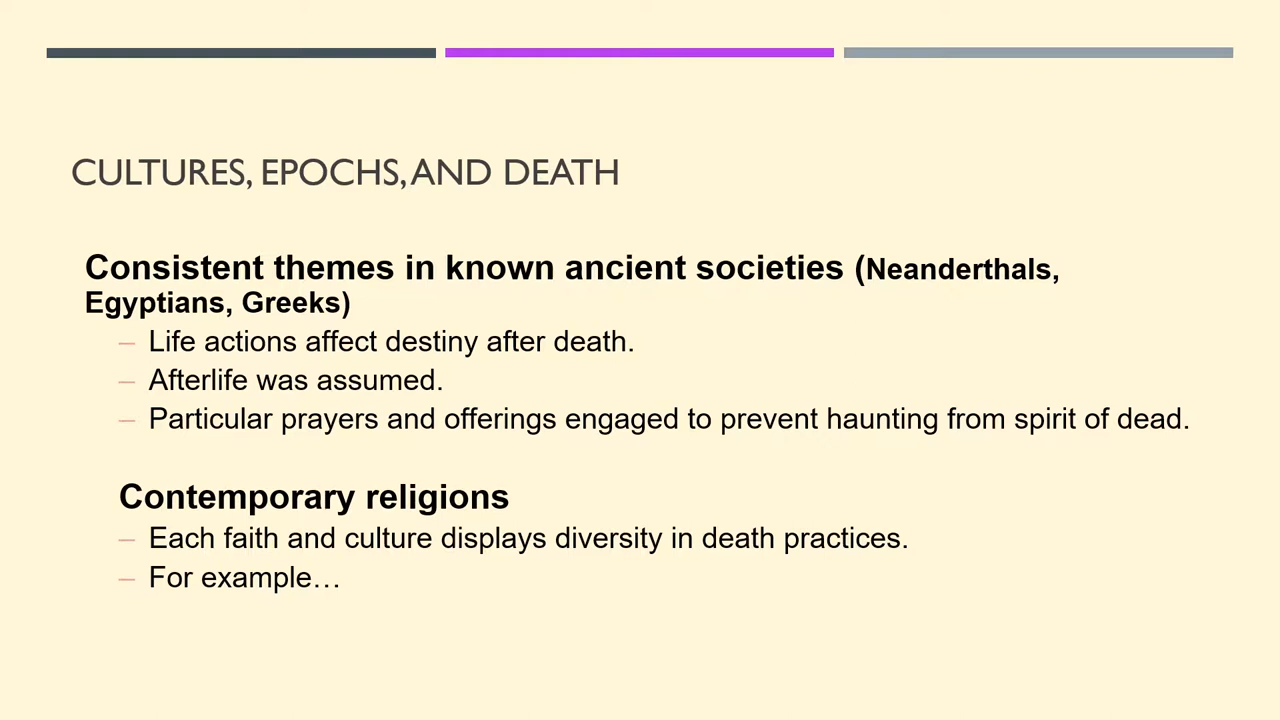 CULTURES, EPOCHS, AND DEATH
Consistent themes in known ancient societies (Neanderthals,
Egyptians, Greeks)
– Life actions affect destiny after death.
– Afterlife was assumed.
– Particular prayers and offerings engaged to prevent haunting from spirit of dead.
Contemporary religions
– Each faith and culture displays diversity in death practices.
– For example…